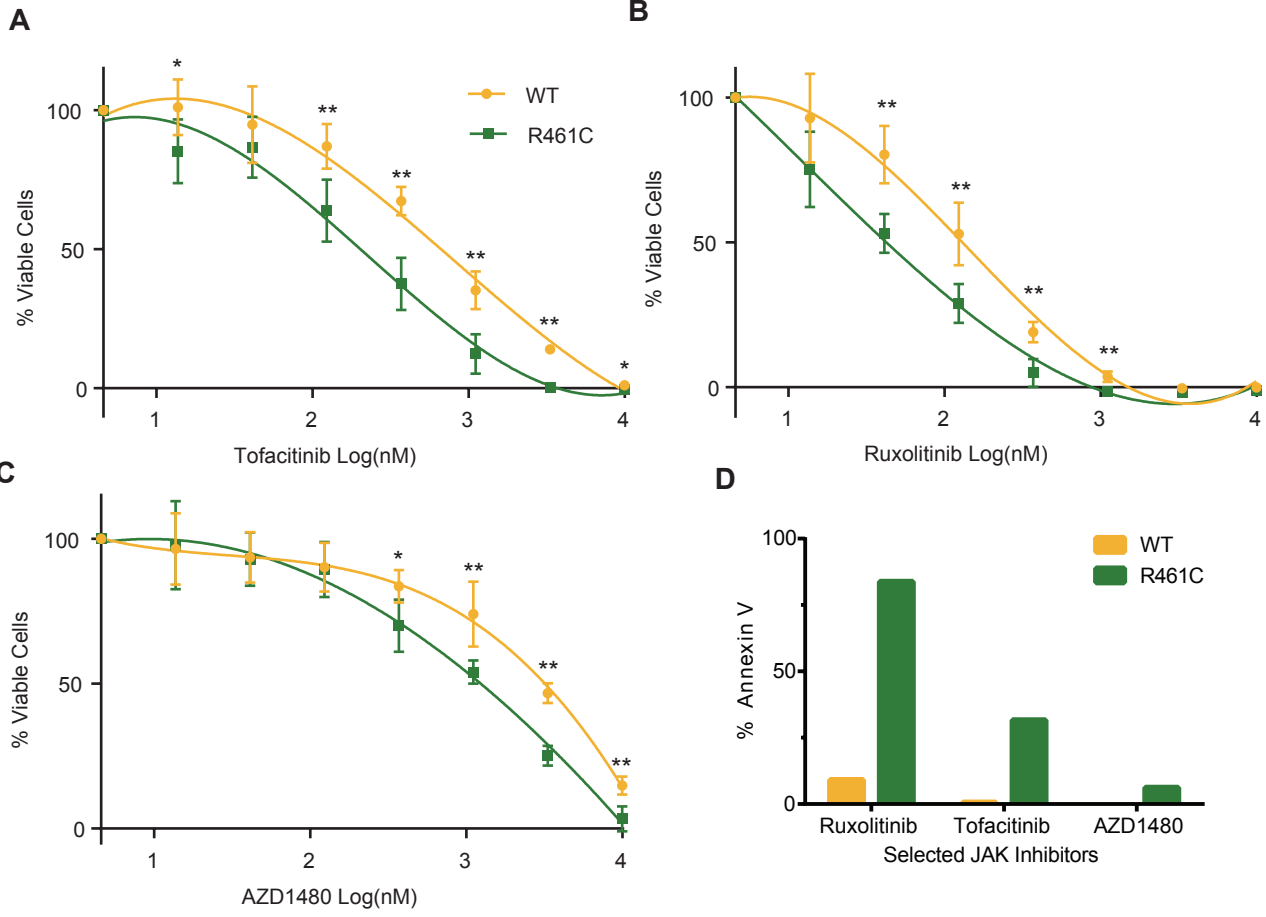 A
*
**
**
**
**
*
WT
R461C
100
50
0
% Viable Cells
1 2 3 4
Tofacitinib Log(nM)
B
**
**
**
**
100
50
0
% Viable Cells
1 2 3 4
Ruxolitinib Log(nM)
C
*
**
**
**
100
50
0
% Viable Cells
1 2 3 4
AZD1480 Log(nM)
D
WT
R461C
100
50
0
% Annexin V
Ruxolitinib Tofacitinib AZD1480
Selected JAK Inhibitors